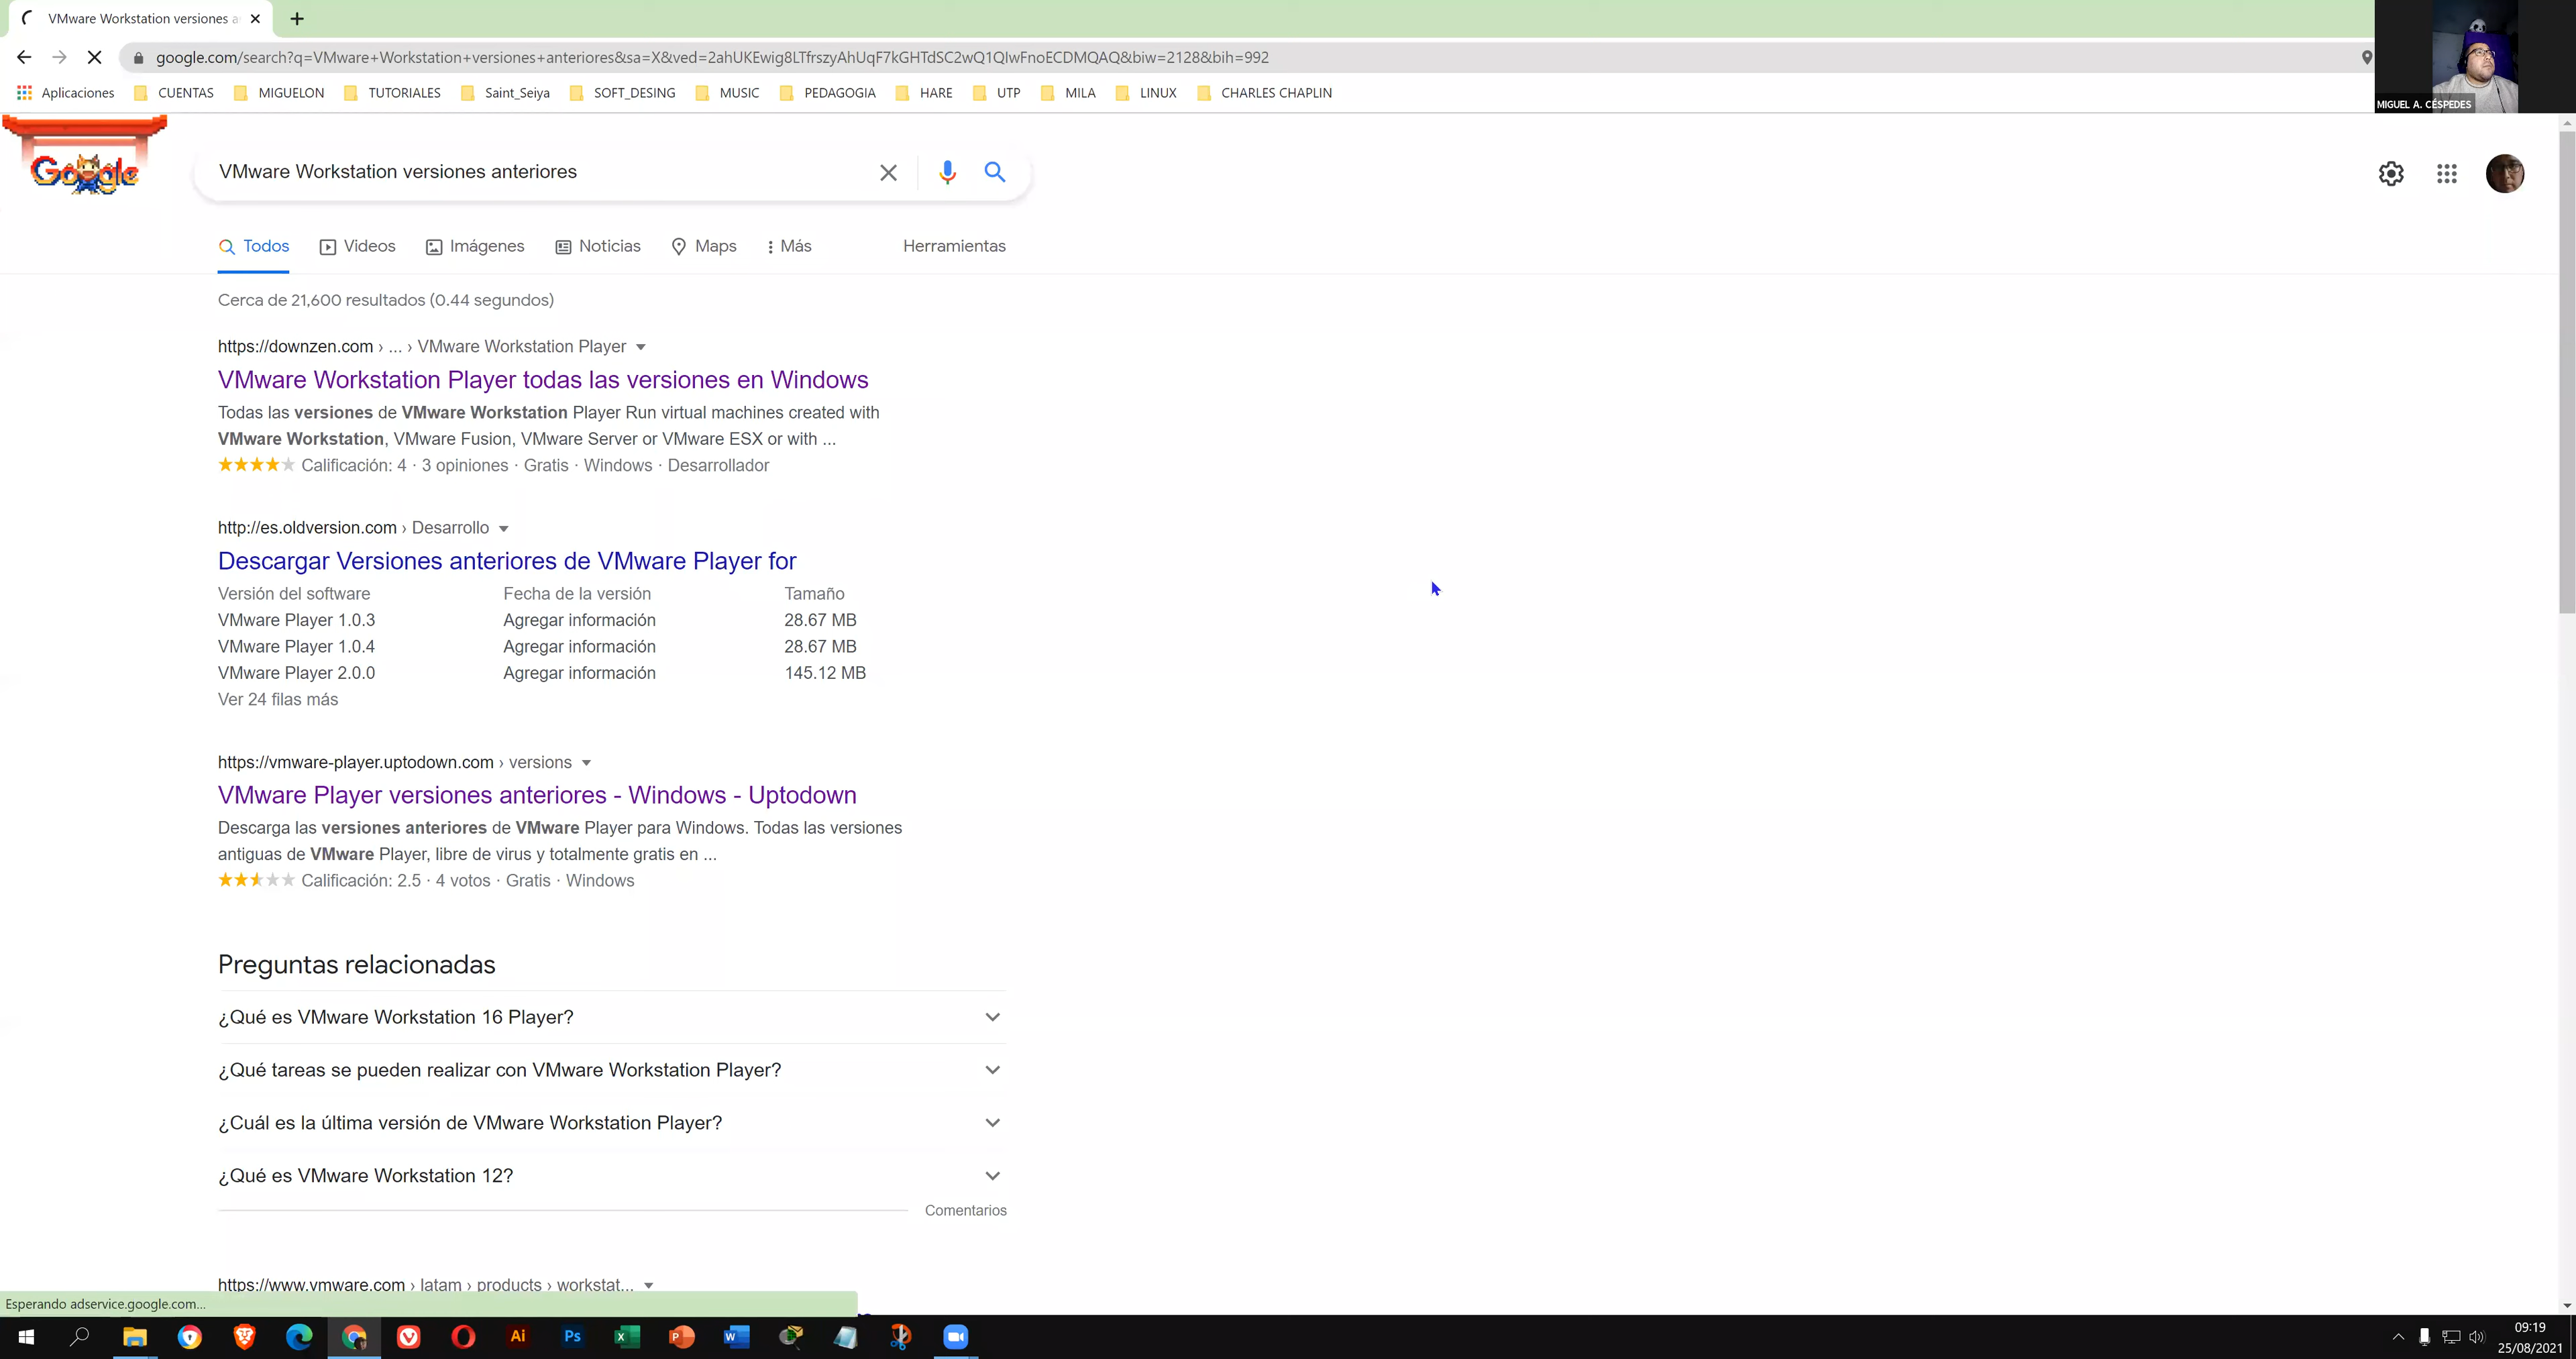 VMware Workstation versiones a
google.com/search?q=VMware+Workstation+versiones+anteriores&sa=X&ved=2ahUKEwig8LTfrszyAhUqF7kGHTdSC2wQ1QIwFnoECDMQAQ&biw=2128&bih=992
Aplicaciones CUENTAS MIGUELON TUTORIALES Saint_Seiya SOFT_DESING MUSIC PEDAGOGIA HARE UTP MILA LINUX CHARLES CHAPLIN
MIGUEL A. CÉSPEDES
Google
VMware Workstation versiones anteriores
Todos Videos Imágenes Noticias Maps Más Herramientas
Cerca de 21,600 resultados (0.44 segundos)
https://downzen.com › ... › VMware Workstation Player
VMware Workstation Player todas las versiones en Windows
Todas las versiones de VMware Workstation Player Run virtual machines created with
VMware Workstation, VMware Fusion, VMware Server or VMware ESX or with ...
Calificación: 4 · 3 opiniones · Gratis · Windows · Desarrollador
http://es.oldversion.com › Desarrollo
Descargar Versiones anteriores de VMware Player for
Versión del software Fecha de la versión Tamaño
VMware Player 1.0.3 Agregar información 28.67 MB
VMware Player 1.0.4 Agregar información 28.67 MB
VMware Player 2.0.0 Agregar información 145.12 MB
Ver 24 filas más
https://vmware-player.uptodown.com › versions
VMware Player versiones anteriores - Windows - Uptodown
Descarga las versiones anteriores de VMware Player para Windows. Todas las versiones
antiguas de VMware Player, libre de virus y totalmente gratis en ...
Calificación: 2.5 · 4 votos · Gratis · Windows
Preguntas relacionadas
¿Qué es VMware Workstation 16 Player?
¿Qué tareas se pueden realizar con VMware Workstation Player?
¿Cuál es la última versión de VMware Workstation Player?
¿Qué es VMware Workstation 12?
Comentarios
https://www.vmware.com › latam › products › workstat...
Esperando adservice.google.com...
Ai Ps
09:19
25/08/2021